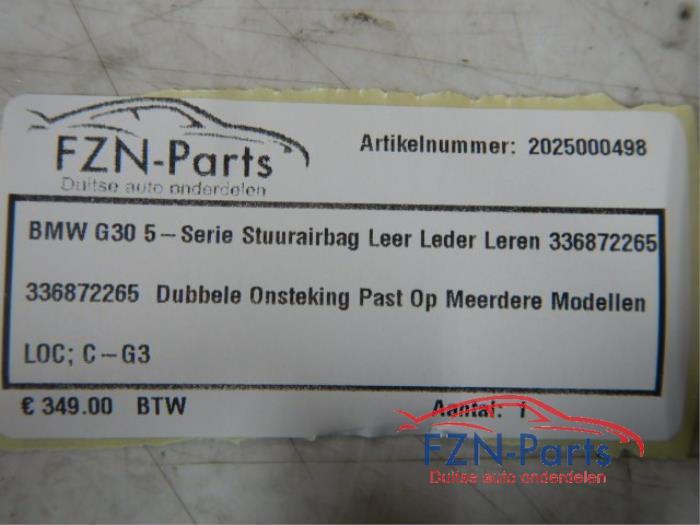 FZN-Parts
Duitse auto onderdelen
Artikelnummer: 2025000498
BMW G30 5-Serie Stuurairbag Leer Leder Leren 336872265
336872265 Dubbele Onsteking Past Op Meerdere Modellen
LOC; C-G3
€ 349.00 BTW
Aantal: 1
FZN-Parts
Duitse auto onderdelen